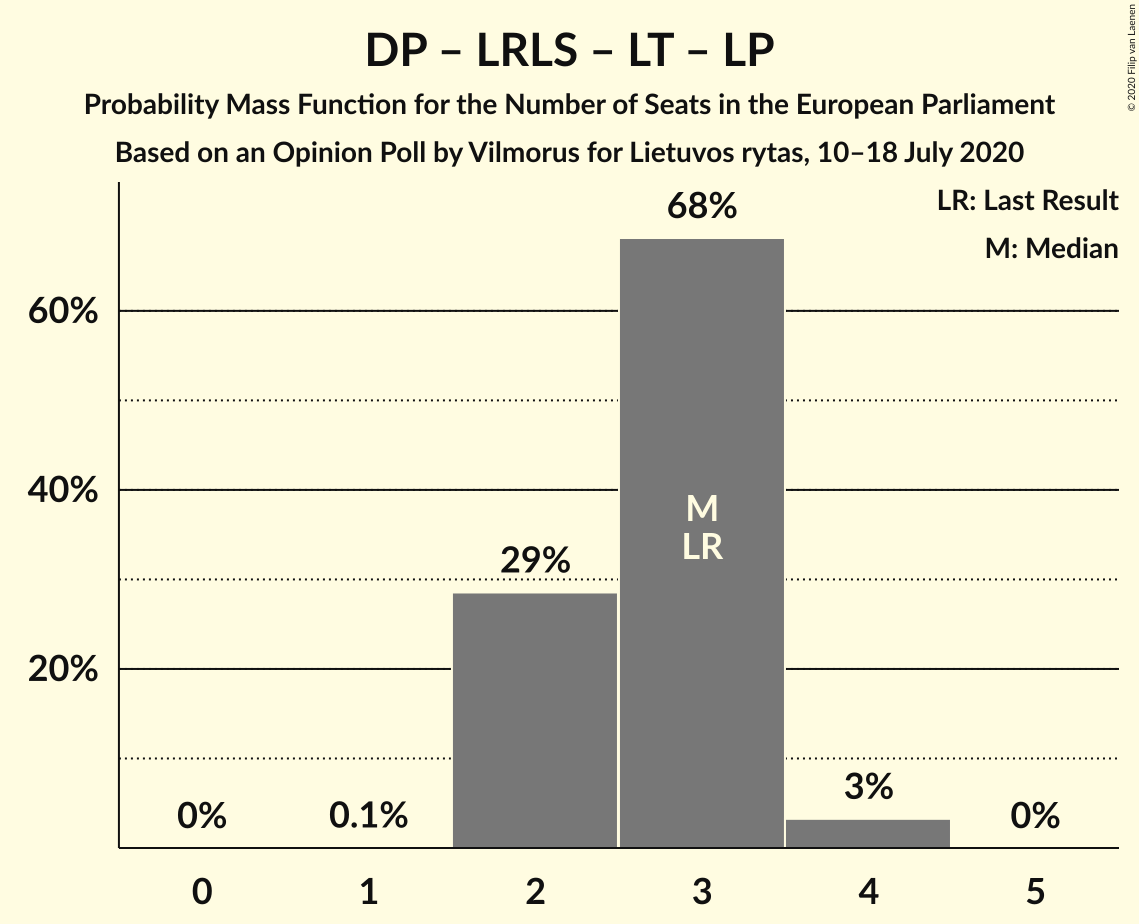 DP – LRLS – LT – LP
Probability Mass Function for the Number of Seats in the European Parliament
Based on an Opinion Poll by Vilmorus for Lietuvos rytas, 10–18 July 2020
© 2020 Filip van Laenen
LR: Last Result
M: Median
68%
60%
40%
M
LR
29%
20%
3%
0%
0.1%
0%
0
1
2
3
4
5